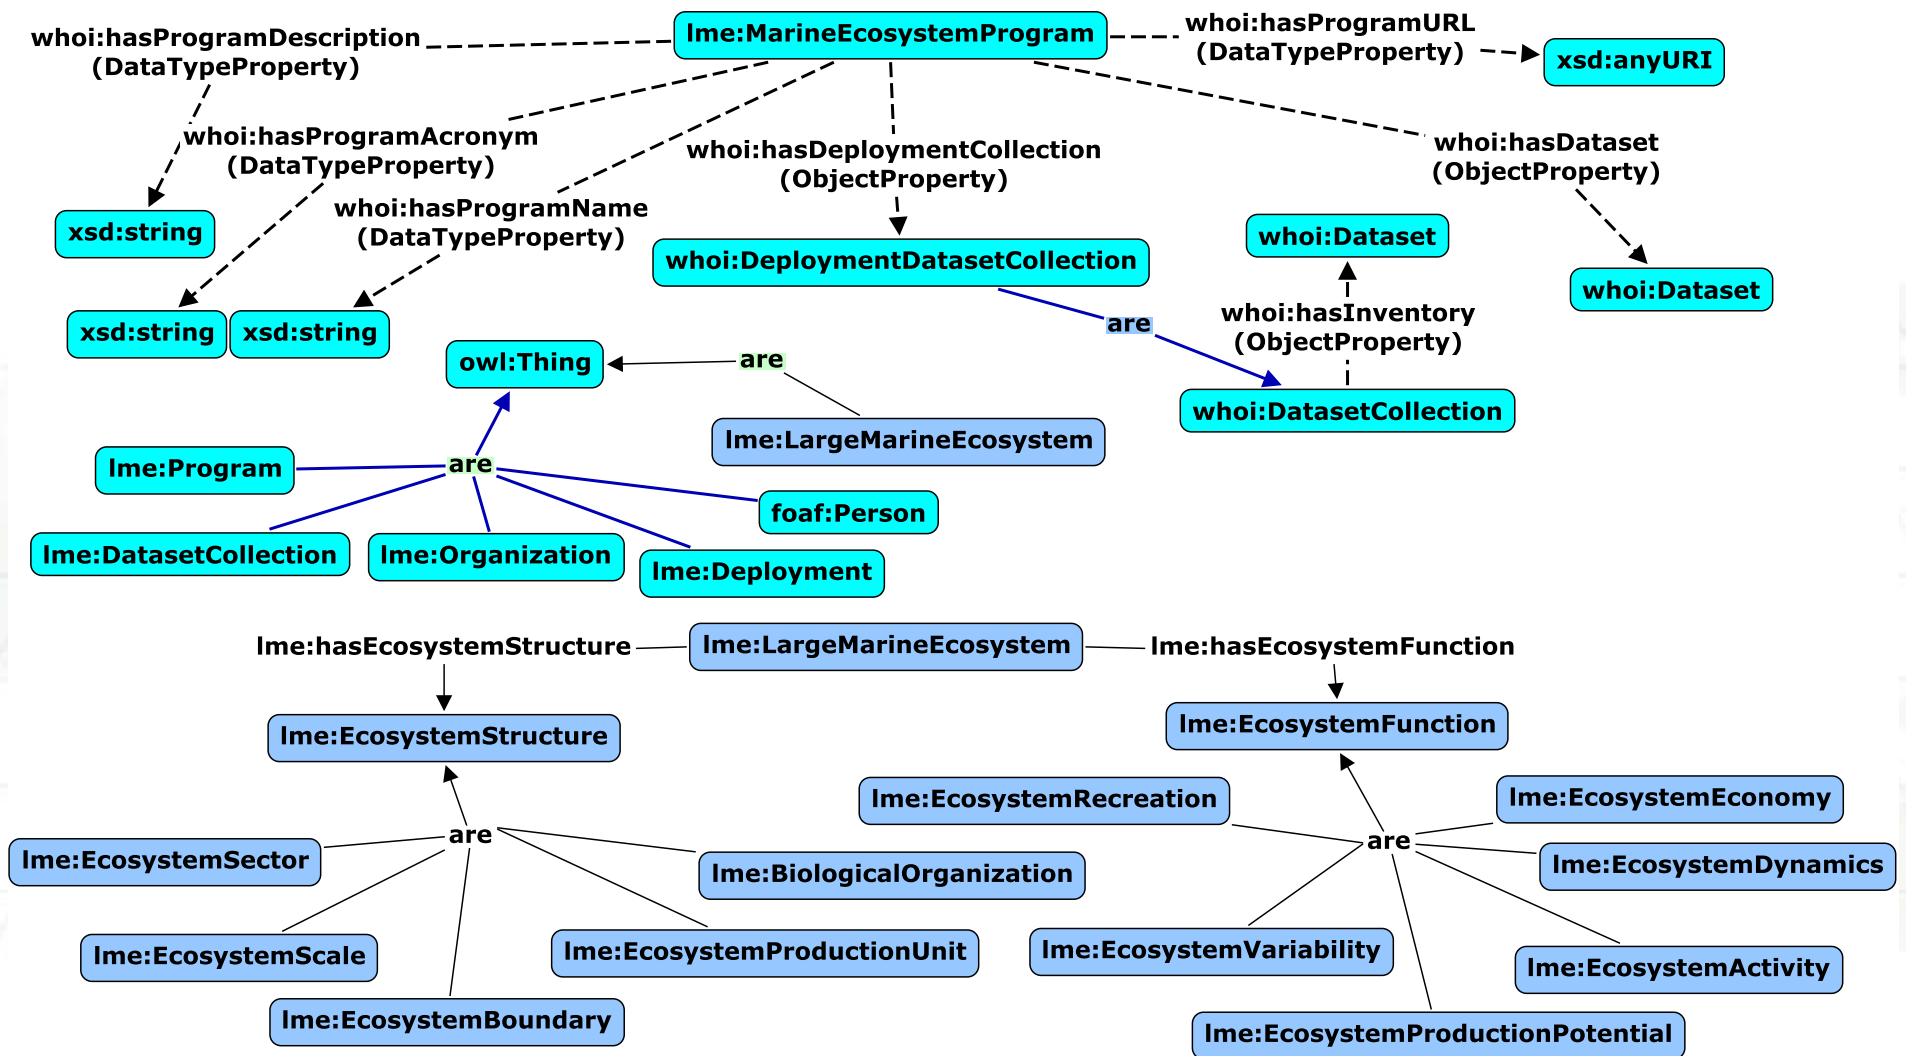 whoi:hasProgramDescription
(DataTypeProperty)
lme:MarineEcosystemProgram
whoi:hasProgramURL
(DataTypeProperty)
xsd:anyURI
whoi:hasProgramAcronym
(DataTypeProperty)
whoi:hasDeploymentCollection
(ObjectProperty)
whoi:hasDataset
(ObjectProperty)
whoi:hasProgramName
(DataTypeProperty)
xsd:string
whoi:DeploymentDatasetCollection
whoi:Dataset
whoi:Dataset
xsd:string
xsd:string
are
whoi:hasInventory
(ObjectProperty)
owl:Thing
are
whoi:DatasetCollection
lme:LargeMarineEcosystem
lme:Program
are
foaf:Person
lme:DatasetCollection
lme:Organization
lme:Deployment
lme:hasEcosystemStructure
lme:LargeMarineEcosystem
lme:hasEcosystemFunction
lme:EcosystemStructure
lme:EcosystemFunction
lme:EcosystemRecreation
lme:EcosystemEconomy
are
are
lme:EcosystemSector
lme:BiologicalOrganization
lme:EcosystemDynamics
lme:EcosystemScale
lme:EcosystemProductionUnit
lme:EcosystemVariability
lme:EcosystemActivity
lme:EcosystemBoundary
lme:EcosystemProductionPotential